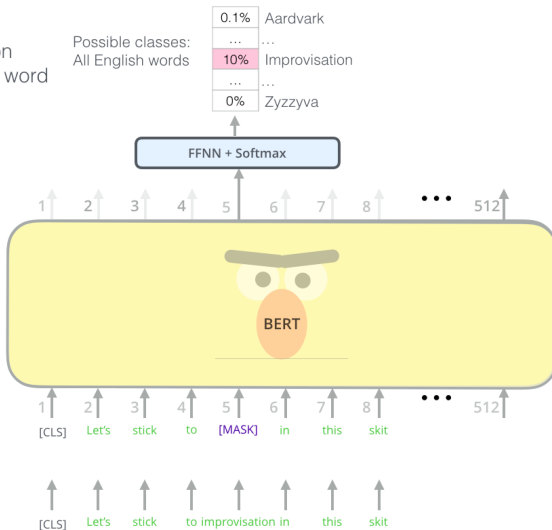 0.1% Aardvark
... ...
10% Improvisation
... ...
0% Zyzzyva
Possible classes:
All English words
on
word
FFNN + Softmax
1 2 3 4 5 6 7 8 ••• 512
BERT
1 2 3 4 5 6 7 8 ••• 512
[CLS] Let's stick to [MASK] in this skit
[CLS] Let's stick to improvisation in this skit